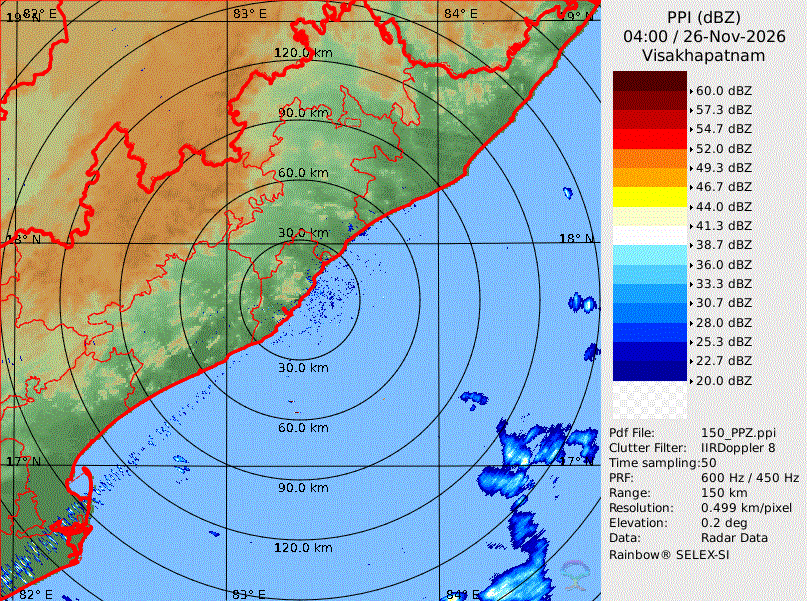 82° E
83° E
84° E
19° N
19° N
120.0 km
90.0 km
60.0 km
30.0 km
18° N
18° N
30.0 km
60.0 km
17° N
17° N
90.0 km
120.0 km
82° E
83° E
84° E
PPI (dBZ)
04:00 / 26-Nov-2026
Visakhapatnam
60.0 dBZ
57.3 dBZ
54.7 dBZ
52.0 dBZ
49.3 dBZ
46.7 dBZ
44.0 dBZ
41.3 dBZ
38.7 dBZ
36.0 dBZ
33.3 dBZ
30.7 dBZ
28.0 dBZ
25.3 dBZ
22.7 dBZ
20.0 dBZ
Pdf File: 150_PPZ.ppi
Clutter Filter: IIRDoppler 8
Time sampling:50
PRF: 600 Hz / 450 Hz
Range: 150 km
Resolution: 0.499 km/pixel
Elevation: 0.2 deg
Data: Radar Data
Rainbow® SELEX-SI